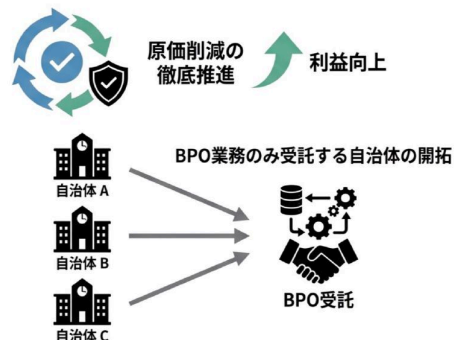 原価削減の
徹底推進
利益向上
BPO業務のみ受託する自治体の開拓
自治体 A
自治体 B
自治体 C
BPO受託